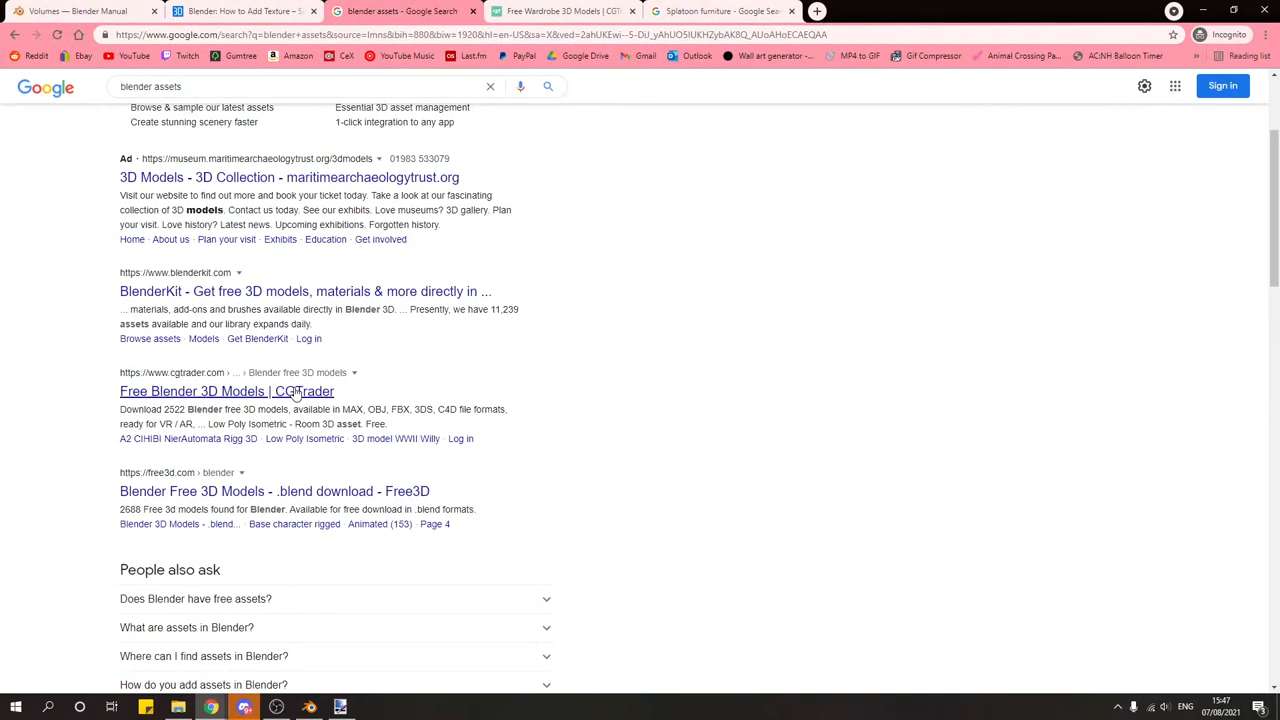 Volumes — Blender Manual
Blender: How to Add Texture – S
blender assets - Google Search
Free Wardrobe 3D Models | CGT
Splatoon furniture - Google Search
https://www.google.com/search?q=blender+assets&source=lmns&bih=880&biw=1920&hl=en-US&sa=X&ved=2ahUKEwi--5-DiJ_yAhUO5IUKHZybAK8Q_AUoAHoECAEQAA
Incognito
Reddit
Ebay
YouTube
Twitch
Gumtree
Amazon
CeX
YouTube Music
Last.fm
PayPal
Google Drive
Gmail
Outlook
Wall art generator -...
MP4 to GIF
Gif Compressor
Animal Crossing Pa...
AC:NH Balloon Timer
Reading list
Google
blender assets
Sign in
Browse & sample our latest assets
Essential 3D asset management
Create stunning scenery faster
1-click integration to any app
Ad · https://museum.maritimearchaeologytrust.org/3dmodels 01983 533079
3D Models - 3D Collection - maritimearchaeologytrust.org
Visit our website to find out more and book your ticket today. Take a look at our fascinating
collection of 3D models. Contact us today. See our exhibits. Love museums? 3D gallery. Plan
your visit. Love history? Latest news. Upcoming exhibitions. Forgotten history.
Home · About us · Plan your visit · Exhibits · Education · Get involved
https://www.blenderkit.com
BlenderKit - Get free 3D models, materials & more directly in ...
... materials, add-ons and brushes available directly in Blender 3D. ... Presently, we have 11,239
assets available and our library expands daily.
Browse assets · Models · Get BlenderKit · Log in
https://www.cgtrader.com › ... › Blender free 3D models
Free Blender 3D Models | CGTrader
Download 2522 Blender free 3D models, available in MAX, OBJ, FBX, 3DS, C4D file formats,
ready for VR / AR, ... Low Poly Isometric - Room 3D asset. Free.
A2 CIHIBI NierAutomata Rigg 3D · Low Poly Isometric · 3D model WWII Willy · Log in
https://free3d.com › blender
Blender Free 3D Models - .blend download - Free3D
2688 Free 3d models found for Blender. Available for free download in .blend formats.
Blender 3D Models - .blend... · Base character rigged · Animated (153) · Page 4
People also ask
Does Blender have free assets?
What are assets in Blender?
Where can I find assets in Blender?
How do you add assets in Blender?
ENG
15:47
07/08/2021
3